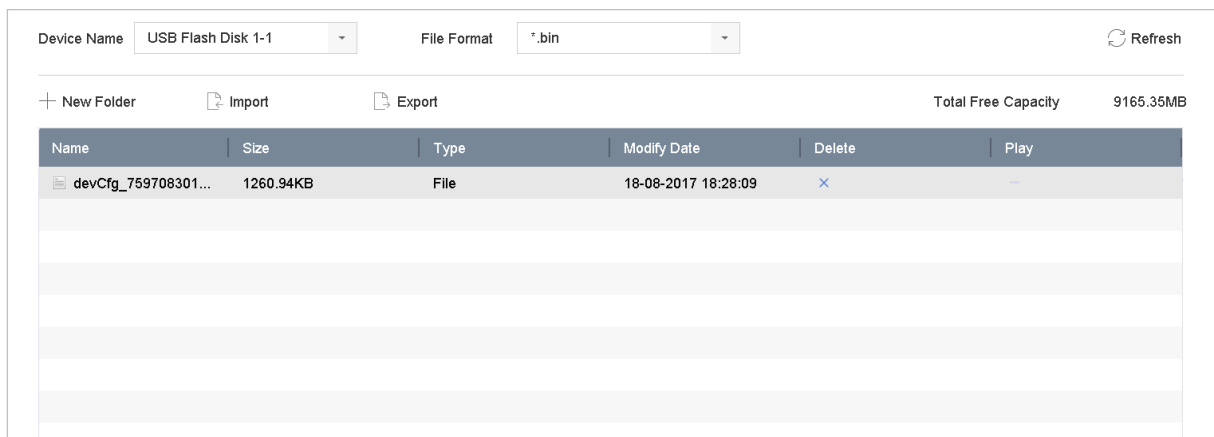 Device Name USB Flash Disk 1-1 File Format *.bin Refresh
New Folder Import Export Total Free Capacity 9165.35MB
Name Size Type Modify Date Delete Play
devCfg_759708301... 1260.94KB File 18-08-2017 18:28:09